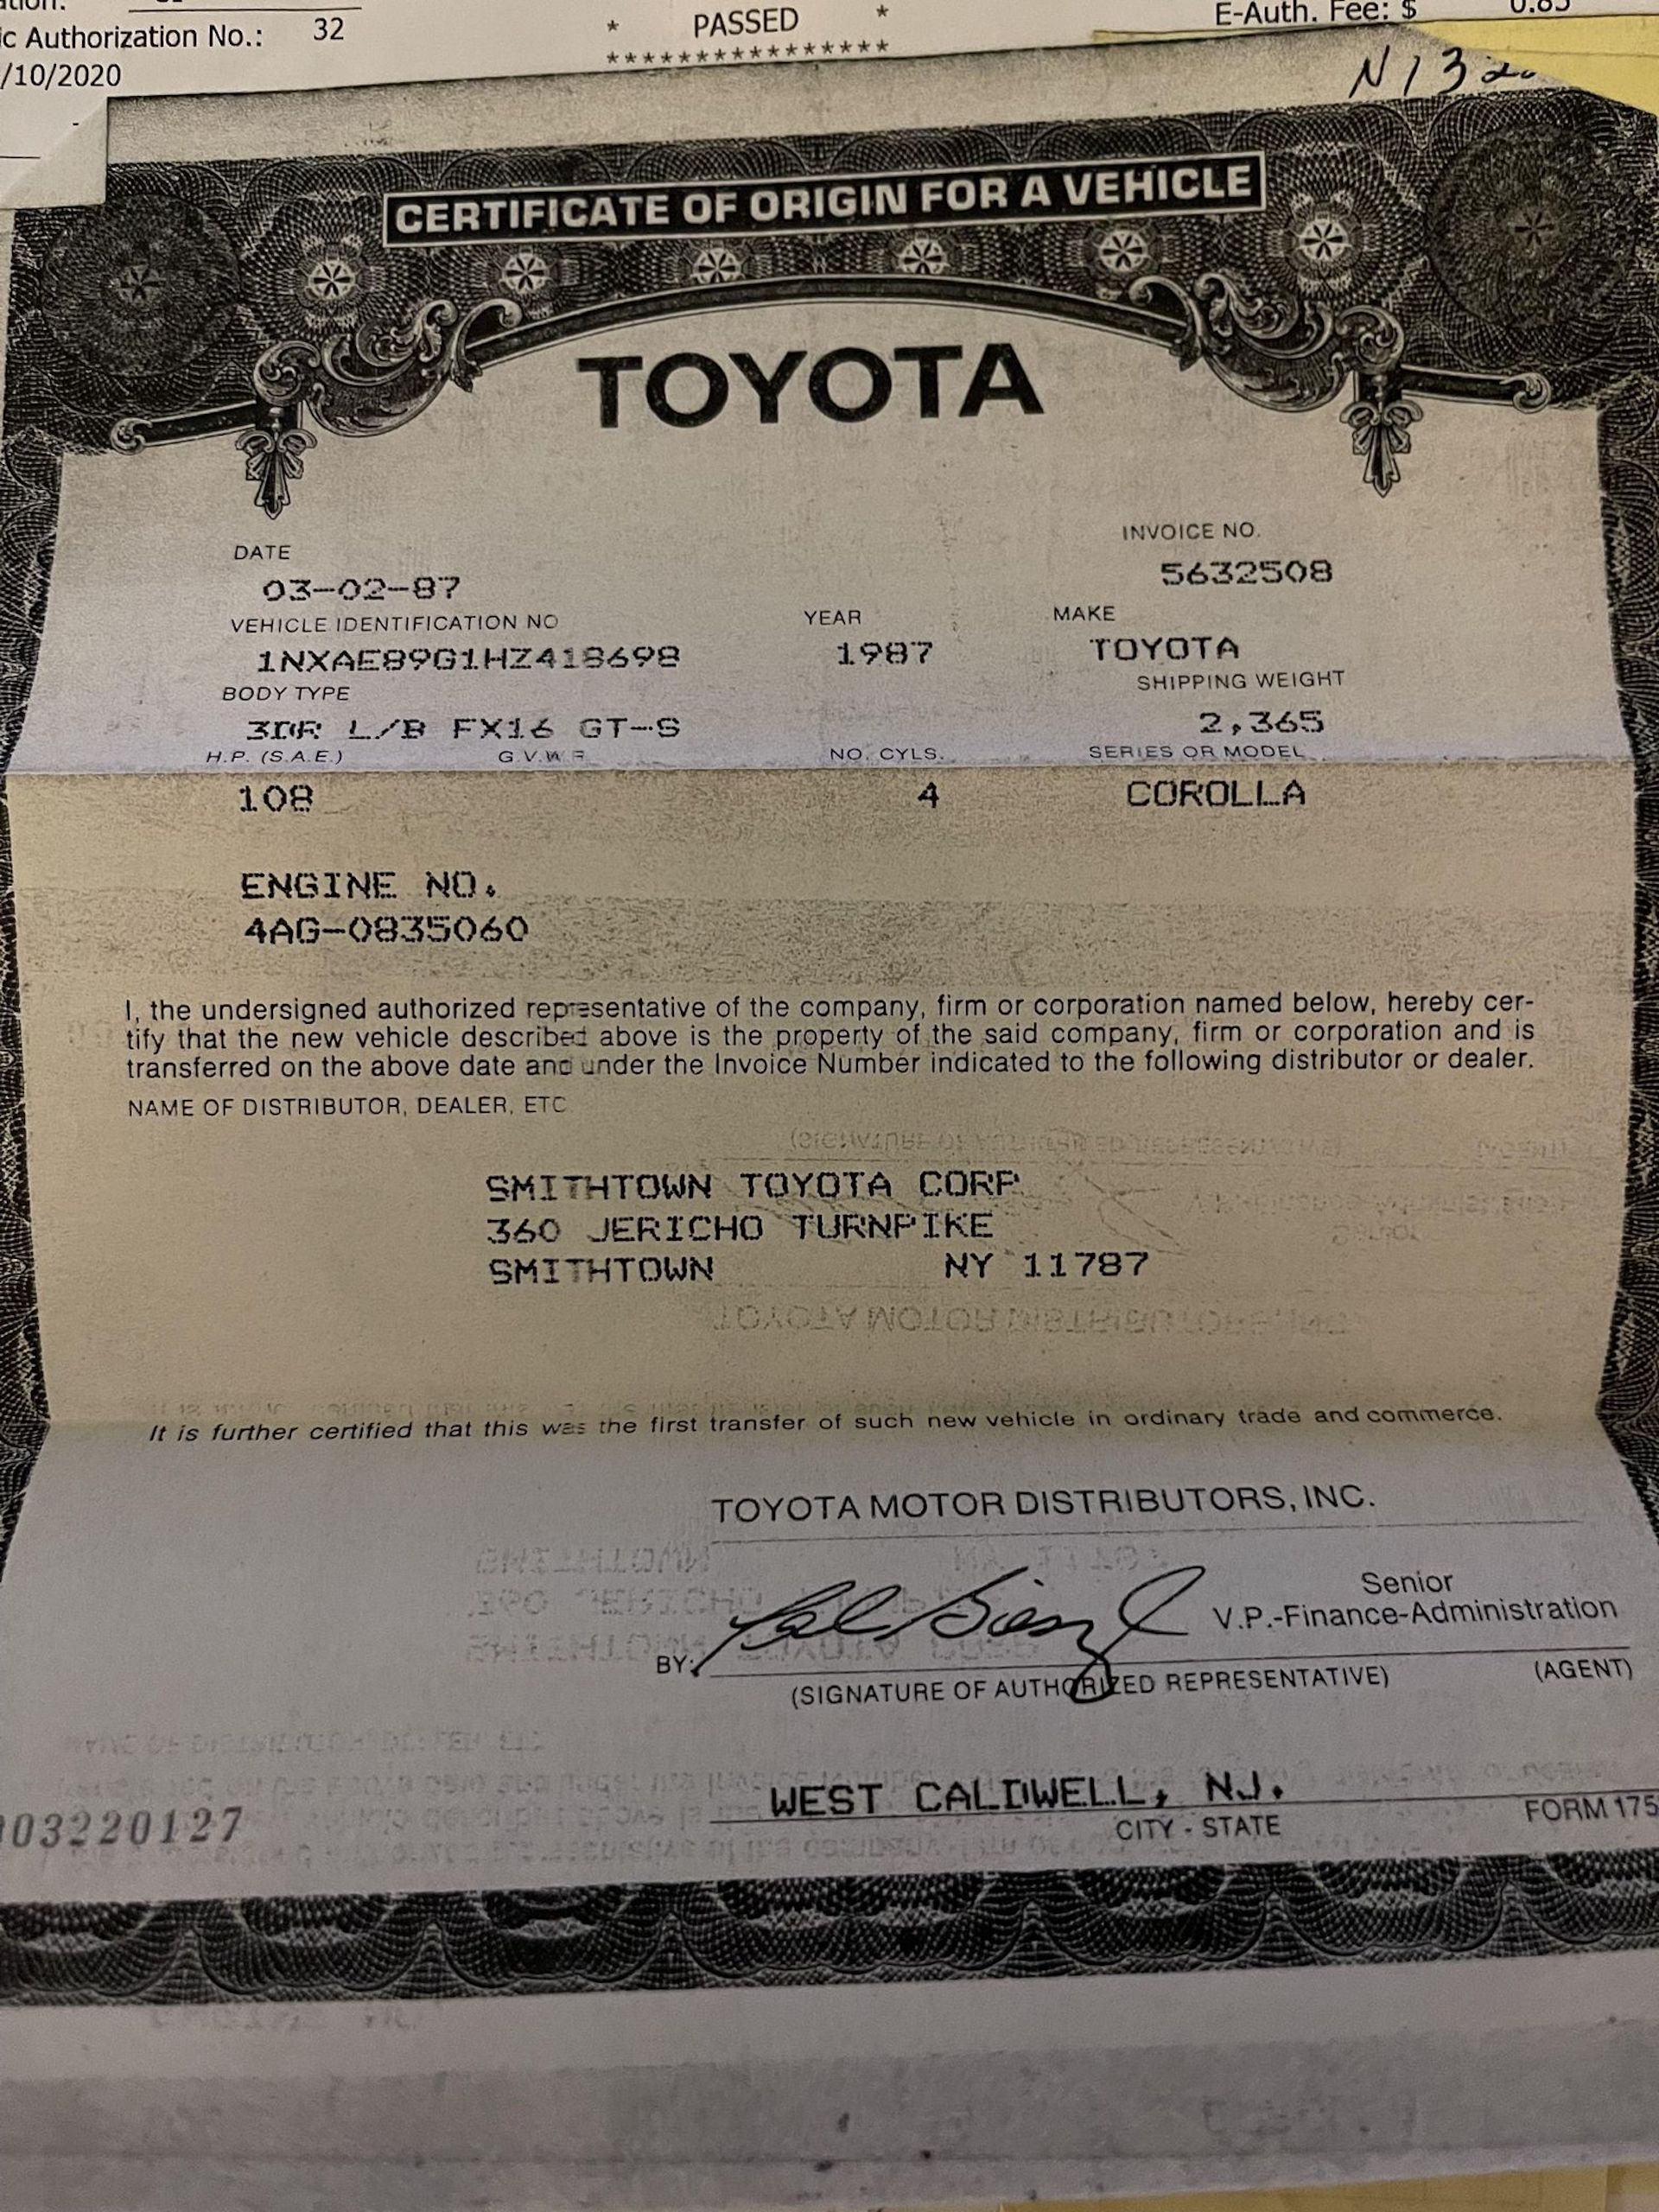 ic Authorization No.: 32
/10/2020
* PASSED *
***************
E-Auth. Fee: $ 0.85
N132
CERTIFICATE OF ORIGIN FOR A VEHICLE
TOYOTA
DATE
03-02-87
INVOICE NO.
5632508
VEHICLE IDENTIFICATION NO
1NXAE89G1HZ418698
YEAR
1987
MAKE
TOYOTA
BODY TYPE
3DR L/B FX16 GT-S
SHIPPING WEIGHT
2,365
H.P. (S.A.E.) G.V.W.R. NO. CYLS. SERIES OR MODEL
108 4 COROLLA
ENGINE NO.
4AG-0835060
I, the undersigned authorized representative of the company, firm or corporation named below, hereby cer-
tify that the new vehicle described above is the property of the said company, firm or corporation and is
transferred on the above date and under the Invoice Number indicated to the following distributor or dealer.
NAME OF DISTRIBUTOR, DEALER, ETC
SMITHTOWN TOYOTA CORP
360 JERICHO TURNPIKE
SMITHTOWN NY 11787
It is further certified that this was the first transfer of such new vehicle in ordinary trade and commerce.
TOYOTA MOTOR DISTRIBUTORS, INC.
Senior
V.P.-Finance-Administration
BY:
(SIGNATURE OF AUTHORIZED REPRESENTATIVE) (AGENT)
WEST CALDWELL, NJ.
CITY - STATE
03220127
FORM 175